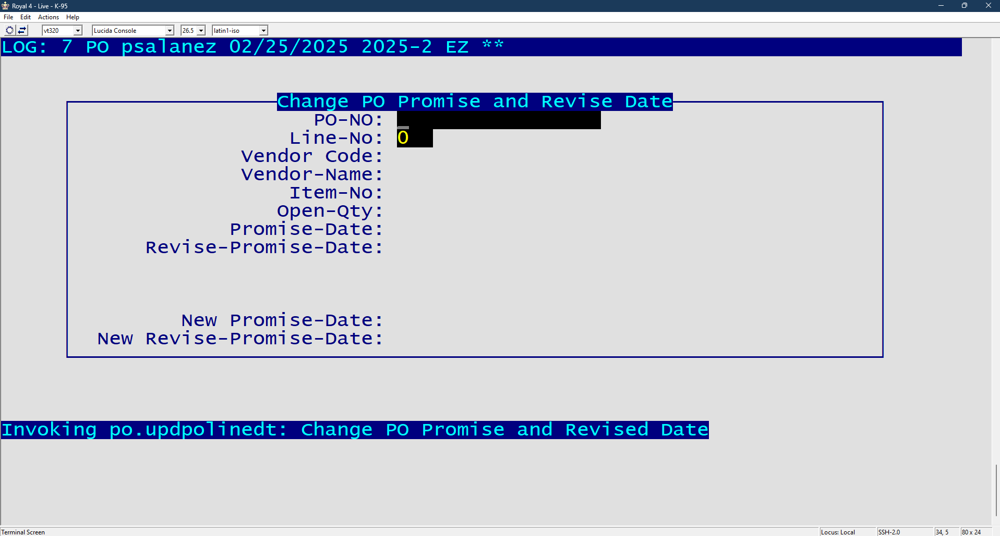 Royal 4 - Live - K-95
File Edit Actions Help
vt320 Lucida Console 26.5 latin1-iso
LOG: 7 PO psalanez 02/25/2025 2025-2 EZ **
Change PO Promise and Revise Date
PO-NO:
Line-No: 0
Vendor Code:
Vendor-Name:
Item-No:
Open-Qty:
Promise-Date:
Revise-Promise-Date:
New Promise-Date:
New Revise-Promise-Date:
Invoking po.updpolinedt: Change PO Promise and Revised Date
Terminal Screen Locus: Local SSH-2.0 34, 5 80 x 24